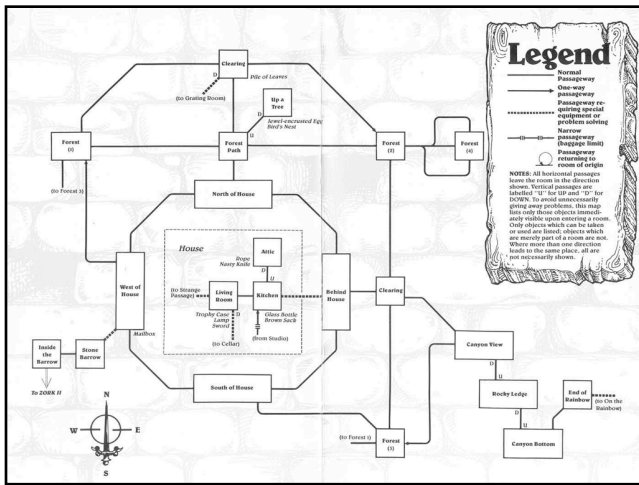 Clearing
D
Pile of Leaves
(to Grating Room)
Up a
Tree
D
Jewel-encrusted Egg
Bird's Nest
U
Forest
(1)
Forest
Path
Forest
(2)
Forest
(4)
(to Forest 3)
North of House
House
Attic
Rope
Nasty Knife
D
U
West of
House
(to Strange
Passage)
Living
Room
Kitchen
Behind
House
Clearing
D
Trophy Case
Lamp
Sword
Glass Bottle
Brown Sack
(to Cellar)
(from Studio)
Mailbox
Inside
the
Barrow
Stone
Barrow
To ZORK II
South of House
Canyon View
D
U
Rocky Ledge
D
U
Canyon Bottom
End of
Rainbow
(to On the
Rainbow)
(to Forest 1)
Forest
(3)
N
W
E
S
Legend
Normal
Passageway
One-way
passageway
Passageway re-
quiring special
equipment or
problem solving
Narrow
passageway
(baggage limit)
Passageway
returning to
room of origin
NOTES: All horizontal passages
leave the room in the direction
shown. Vertical passages are
labelled "U" for UP and "D" for
DOWN. To avoid unnecessarily
giving away problems, this map
lists only those objects immed-
iately visible upon entering a room.
Only objects which can be taken
or used are listed; objects which
are merely part of a room are not.
Where more than one direction
leads to the same place, all are
not necessarily shown.